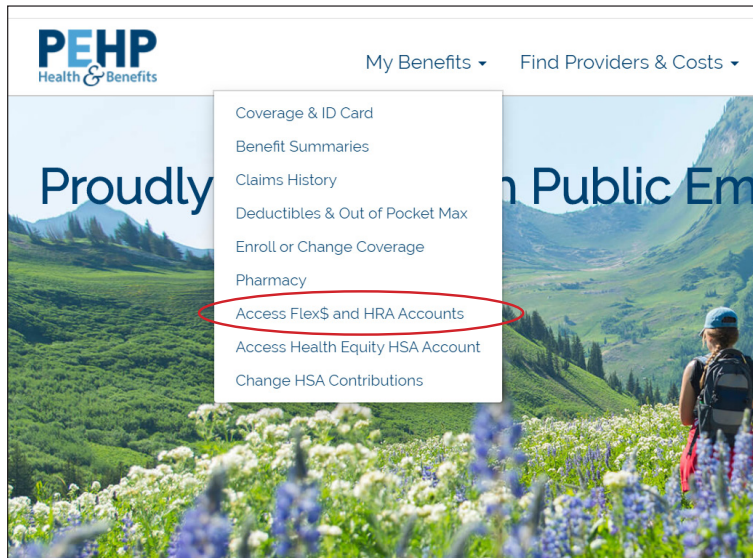 PEHP
Health & Benefits
My Benefits
Find Providers & Costs
Coverage & ID Card
Benefit Summaries
Claims History
Deductibles & Out of Pocket Max
Enroll or Change Coverage
Pharmacy
Access Flex$ and HRA Accounts
Access Health Equity HSA Account
Change HSA Contributions
Proudly n Public Em